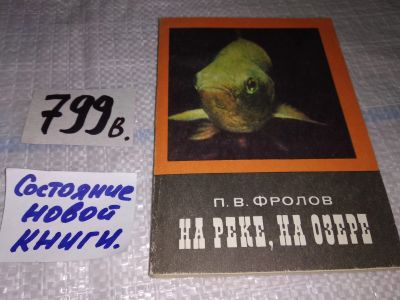 799в.
Состояние
новой
книги.
П. В. ФРОЛОВ
НА РЕКЕ, НА ОЗЕРЕ